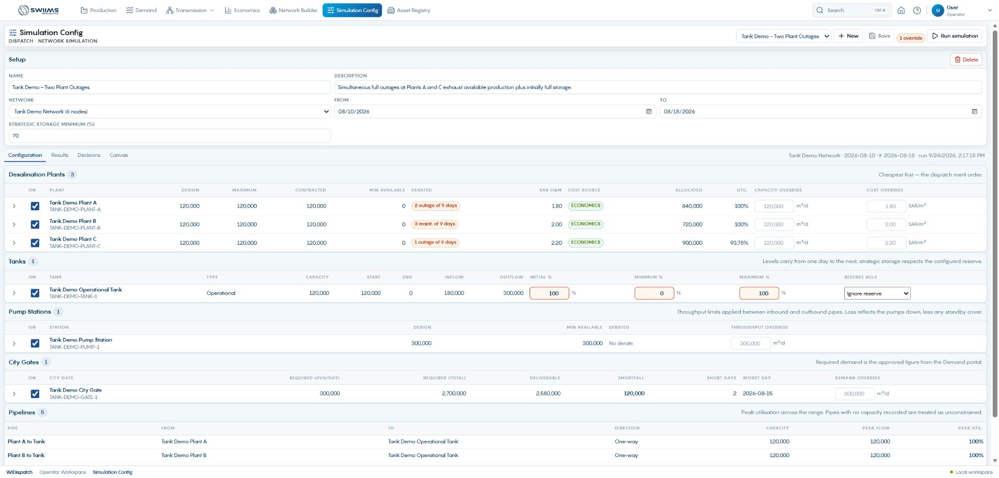 SWIIMS
WIDispatch
Production
Demand
Transmission
Economics
Network Builder
Simulation Config
Asset Registry
Search
Ctrl K
U
User
Operator
Simulation Config
DISPATCH · NETWORK SIMULATION
Tank Demo – Two Plant Outages
New
Save
1 override
Run simulation
Setup
Delete
NAME
DESCRIPTION
Tank Demo – Two Plant Outages
Simultaneous full outages at Plants A and C exhaust available production plus initially full storage.
NETWORK
FROM
TO
Tank Demo Network (6 nodes)
08/10/2026
08/18/2026
STRATEGIC STORAGE MINIMUM (%)
70
Configuration
Results
Decisions
Canvas
Tank Demo Network · 2026-08-10 → 2026-08-18 · run 9/24/2026, 2:17:18 PM
Desalination Plants 3
Cheapest first — the dispatch merit order.
ON PLANT DESIGN MAXIMUM CONTRACTED MIN AVAILABLE DERATED VAR O&M COST SOURCE ALLOCATED UTIL. CAPACITY OVERRIDE COST OVERRIDE
Tank Demo Plant A
TANK-DEMO-PLANT-A
120,000 120,000 120,000 0 2 outage of 9 days 1.80 ECONOMICS 840,000 100% 120,000 m³/d 1.80 SAR/m³
Tank Demo Plant B
TANK-DEMO-PLANT-B
120,000 120,000 120,000 0 3 maint. of 9 days 2.00 ECONOMICS 720,000 100% 120,000 m³/d 2.00 SAR/m³
Tank Demo Plant C
TANK-DEMO-PLANT-C
120,000 120,000 120,000 0 1 outage of 9 days 2.20 ECONOMICS 900,000 93.75% 120,000 m³/d 2.20 SAR/m³
Tanks 1
Levels carry from one day to the next; strategic storage respects the configured reserve.
ON TANK TYPE CAPACITY START END INFLOW OUTFLOW INITIAL % MINIMUM % MAXIMUM % RESERVE RULE
Tank Demo Operational Tank
TANK-DEMO-TANK-1
Operational 120,000 120,000 0 180,000 300,000 100 % 0 % 100 % Ignore reserve
Pump Stations 1
Throughput limits applied between inbound and outbound pipes. Loss reflects the pumps down, less any standby cover.
ON STATION DESIGN MIN AVAILABLE DERATED THROUGHPUT OVERRIDE
Tank Demo Pump Station
TANK-DEMO-PUMP-1
300,000 300,000 No derate 300,000 m³/d
City Gates 1
Required demand is the approved figure from the Demand portal.
ON CITY GATE REQUIRED (AVG/DAY) REQUIRED (TOTAL) DELIVERABLE SHORTFALL SHORT DAYS WORST DAY DEMAND OVERRIDE
Tank Demo City Gate
TANK-DEMO-GATE-1
300,000 2,700,000 2,580,000 120,000 2 2026-08-15 300,000 m³/d
Pipelines 5
Peak utilisation across the range. Pipes with no capacity recorded are treated as unconstrained.
PIPE FROM TO DIRECTION CAPACITY PEAK FLOW PEAK UTIL.
Plant A to Tank Tank Demo Plant A Tank Demo Operational Tank One-way 120,000 120,000 100%
Plant B to Tank Tank Demo Plant B Tank Demo Operational Tank One-way 120,000 120,000 100%
WIDispatch · Operator Workspace · Simulation Config
Local workspace